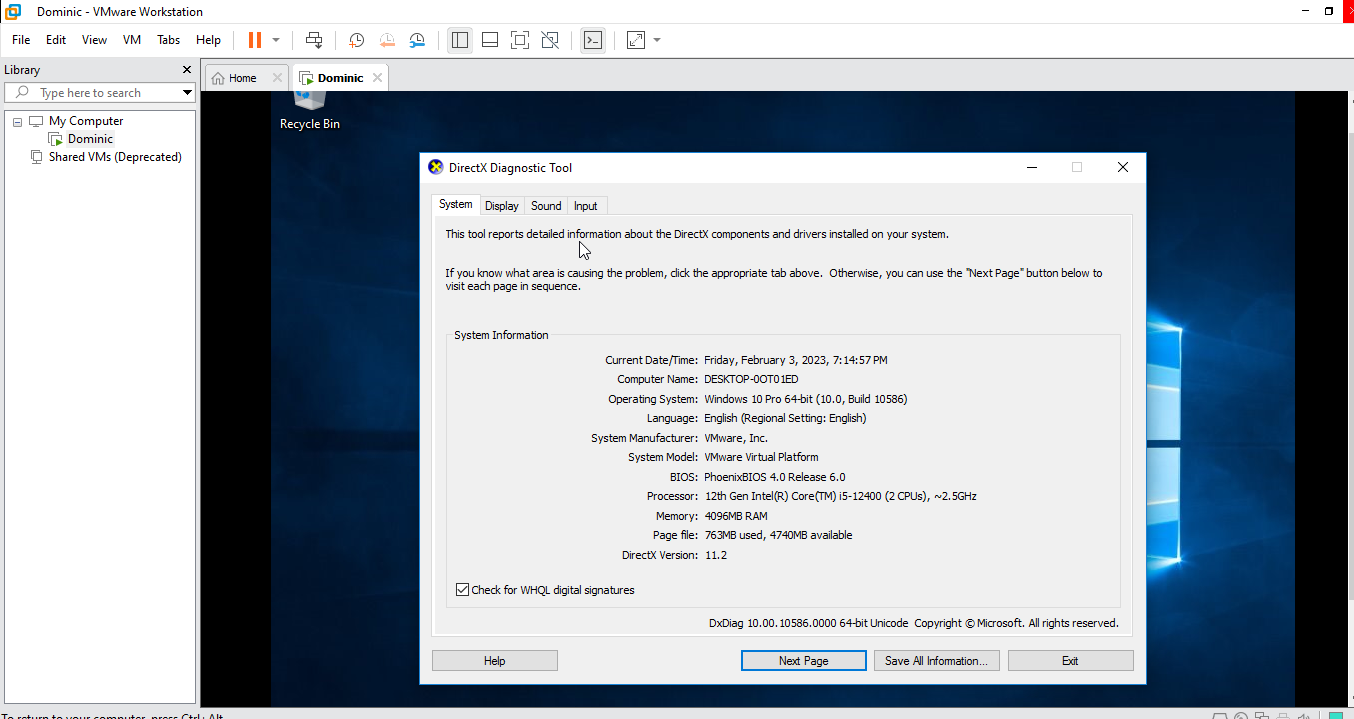 Dominic - VMware Workstation
File Edit View VM Tabs Help
Library
Type here to search
My Computer
Dominic
Shared VMs (Deprecated)
Home
Dominic
Recycle Bin
DirectX Diagnostic Tool
System Display Sound Input
This tool reports detailed information about the DirectX components and drivers installed on your system.
If you know what area is causing the problem, click the appropriate tab above. Otherwise, you can use the "Next Page" button below to
visit each page in sequence.
System Information
Current Date/Time: Friday, February 3, 2023, 7:14:57 PM
Computer Name: DESKTOP-0OT01ED
Operating System: Windows 10 Pro 64-bit (10.0, Build 10586)
Language: English (Regional Setting: English)
System Manufacturer: VMware, Inc.
System Model: VMware Virtual Platform
BIOS: PhoenixBIOS 4.0 Release 6.0
Processor: 12th Gen Intel(R) Core(TM) i5-12400 (2 CPUs), ~2.5GHz
Memory: 4096MB RAM
Page file: 763MB used, 4740MB available
DirectX Version: 11.2
Check for WHQL digital signatures
DxDiag 10.00.10586.0000 64-bit Unicode Copyright © Microsoft. All rights reserved.
Help
Next Page
Save All Information...
Exit
To return to your computer, press Ctrl+Alt.